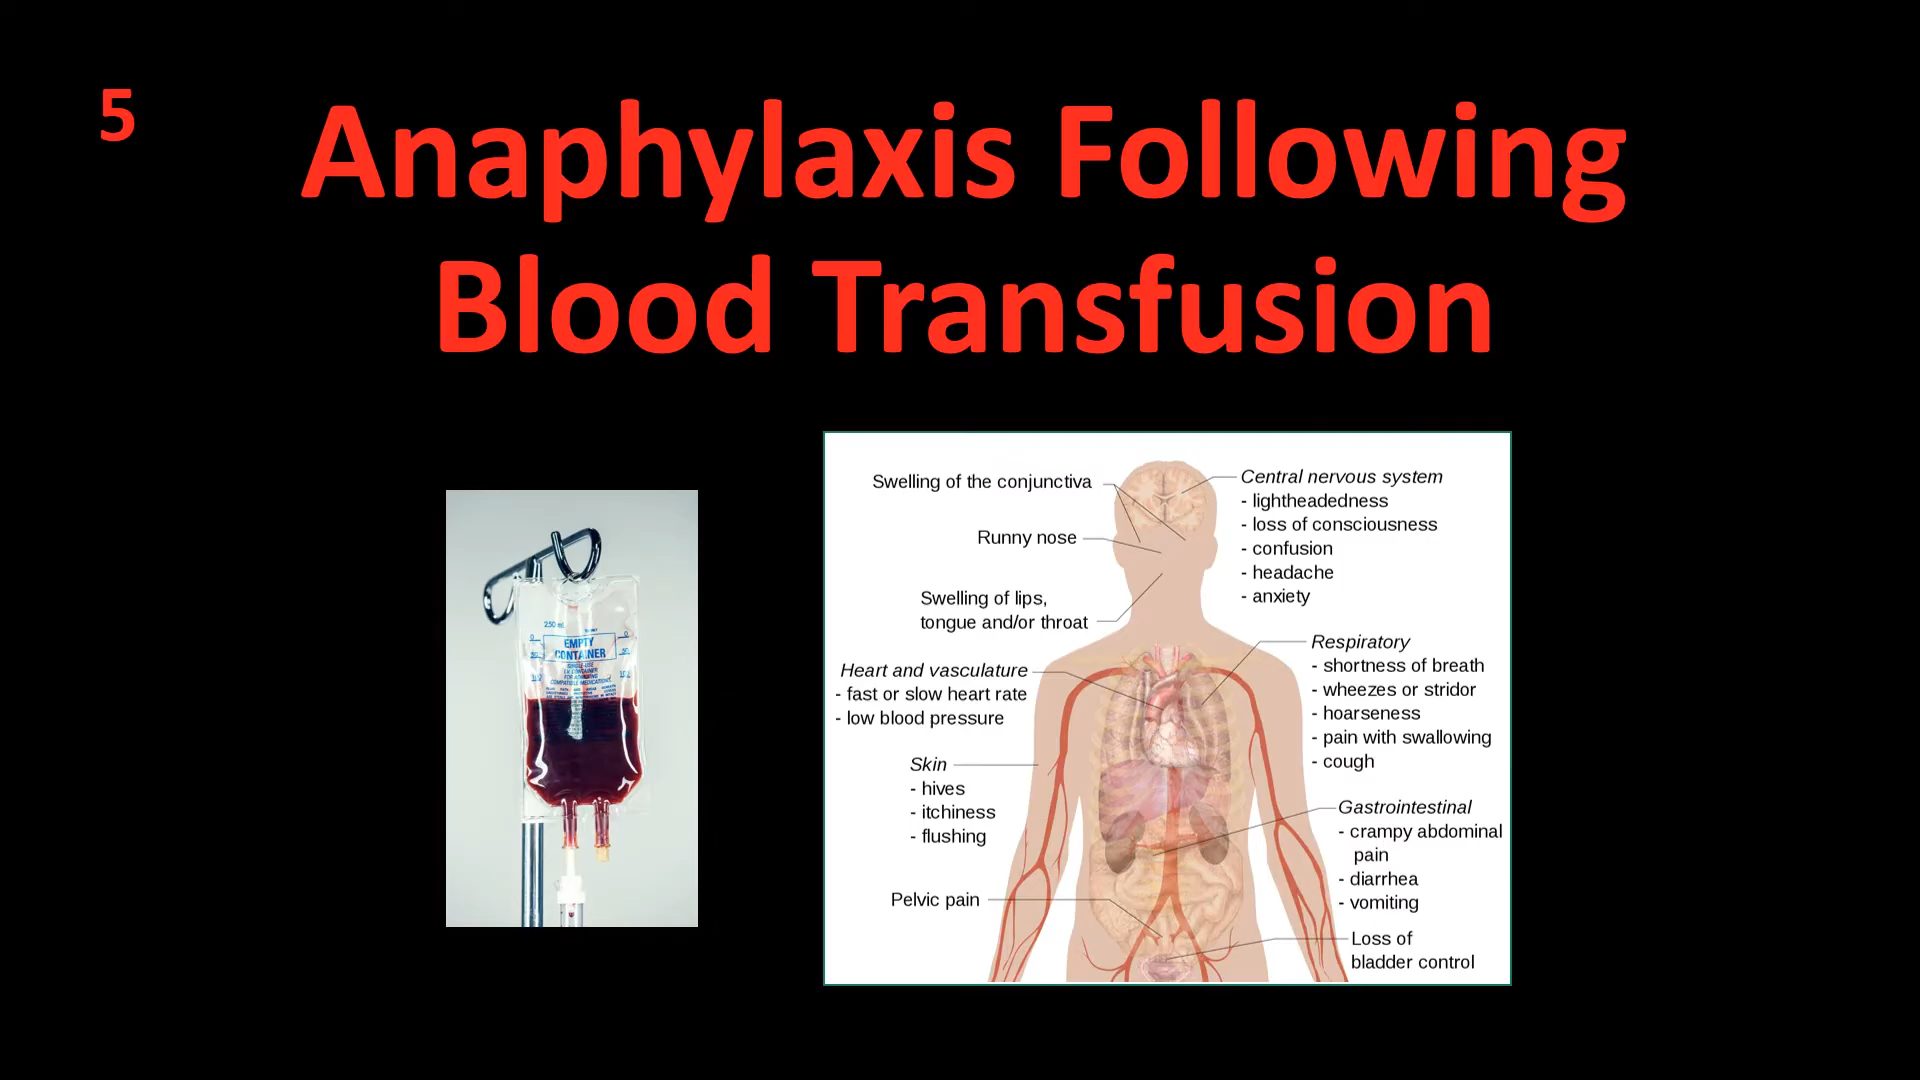 5
Anaphylaxis Following
Blood Transfusion
250 ml
EMPTY
CONTAINER
Swelling of the conjunctiva
Runny nose
Swelling of lips,
tongue and/or throat
Heart and vasculature
- fast or slow heart rate
- low blood pressure
Skin
- hives
- itchiness
- flushing
Pelvic pain
Central nervous system
- lightheadedness
- loss of consciousness
- confusion
- headache
- anxiety
Respiratory
- shortness of breath
- wheezes or stridor
- hoarseness
- pain with swallowing
- cough
Gastrointestinal
- crampy abdominal
pain
- diarrhea
- vomiting
Loss of
bladder control